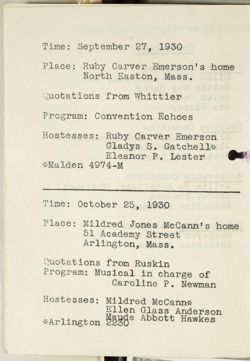 Time: September 27, 1930
Place: Ruby Carver Emerson's home
North Easton, Mass.
Quotations from Whittier
Program: Convention Echoes
Hostesses: Ruby Carver Emerson
Gladys S. Gatchell*
Eleanor P. Lester
*Malden 4974-M
Time: October 25, 1930
Place: Mildred Jones McCann's home
51 Academy Street
Arlington, Mass.
Quotations from Ruskin
Program: Musical in charge of
Caroline P. Newman
Hostesses: Mildred McCann*
Ellen Glass Anderson
Maude Abbott Hawkes
*Arlington 2230